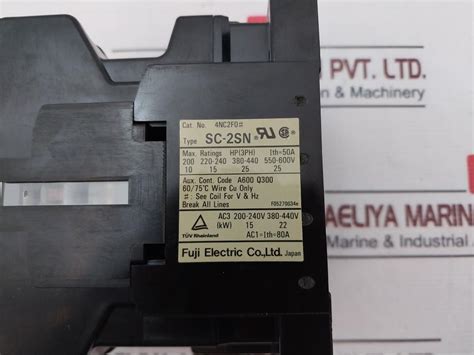 O PVT. LTD.
n & Machinery
Cat. No. 4NC2F0#
Type SC-2SN
Max. Ratings HP(3PH) Ith=50A
200 220-240 380-440 550-600V
10 15 25 25
Aux. Cont. Code A600 Q300
60/75℃ Wire Cu Only
# : See Coil For V & Hz
Break All Lines
TÜV Rheinland
AC3 200-240V 380-440V
(kW) 15 22
AC1-Ith=80A
Fuji Electric Co.,Ltd. Japan
AELIYA MARIN
arine & Industrial